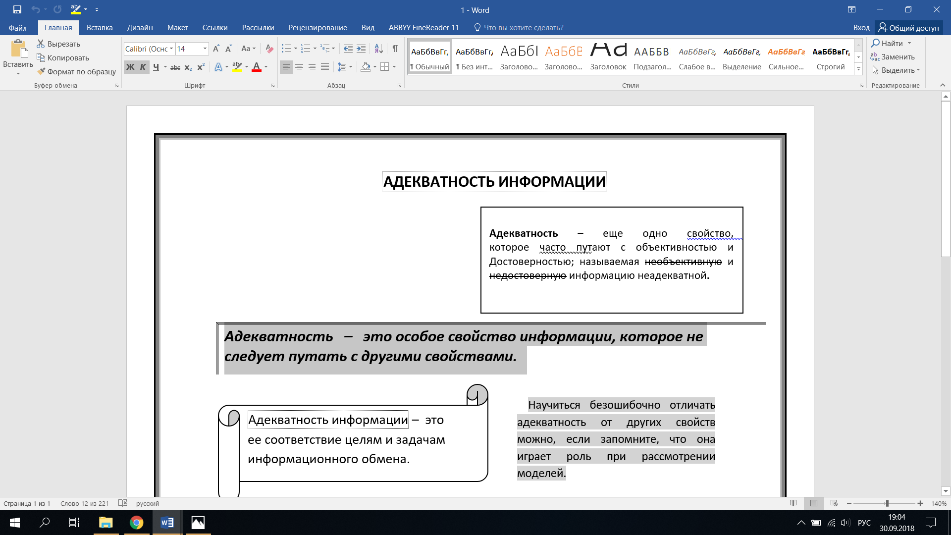 1 - Word
Файл Главная Вставка Дизайн Макет Ссылки Рассылки Рецензирование Вид ABBYY FineReader 11 Что вы хотите сделать? Вход Общий доступ
Вставить
Вырезать
Копировать
Формат по образцу
Буфер обмена
Calibri (Оснс 14
Ж К Ч abc x₂ x²
Шрифт
Абзац
АаБбВвГг, АаБбВвГг, АаБбІ АаБбВ АаІ АаБбВ АаБбВвГг, АаБбВвГг, АаБбВвГг, АаБбВвГг,
1 Обычный 1 Без инт... Заголово... Заголово... Заголовок Подзагол... Слабое в... Выделение Сильное... Строгий
Стили
Найти
Заменить
Выделить
Редактирование
АДЕКВАТНОСТЬ ИНФОРМАЦИИ
Адекватность – еще одно свойство,
которое часто путают с объективностью и
Достоверностью; называемая необъективную и
недостоверную информацию неадекватной.
Адекватность – это особое свойство информации, которое не
следует путать с другими свойствами.
Адекватность информации – это
ее соответствие целям и задачам
информационного обмена.
Научиться безошибочно отличать
адекватность от других свойств
можно, если запомните, что она
играет роль при рассмотрении
моделей.
Страница 1 из 1 Слово 12 из 221 русский 140%
РУС 19:04
30.09.2018